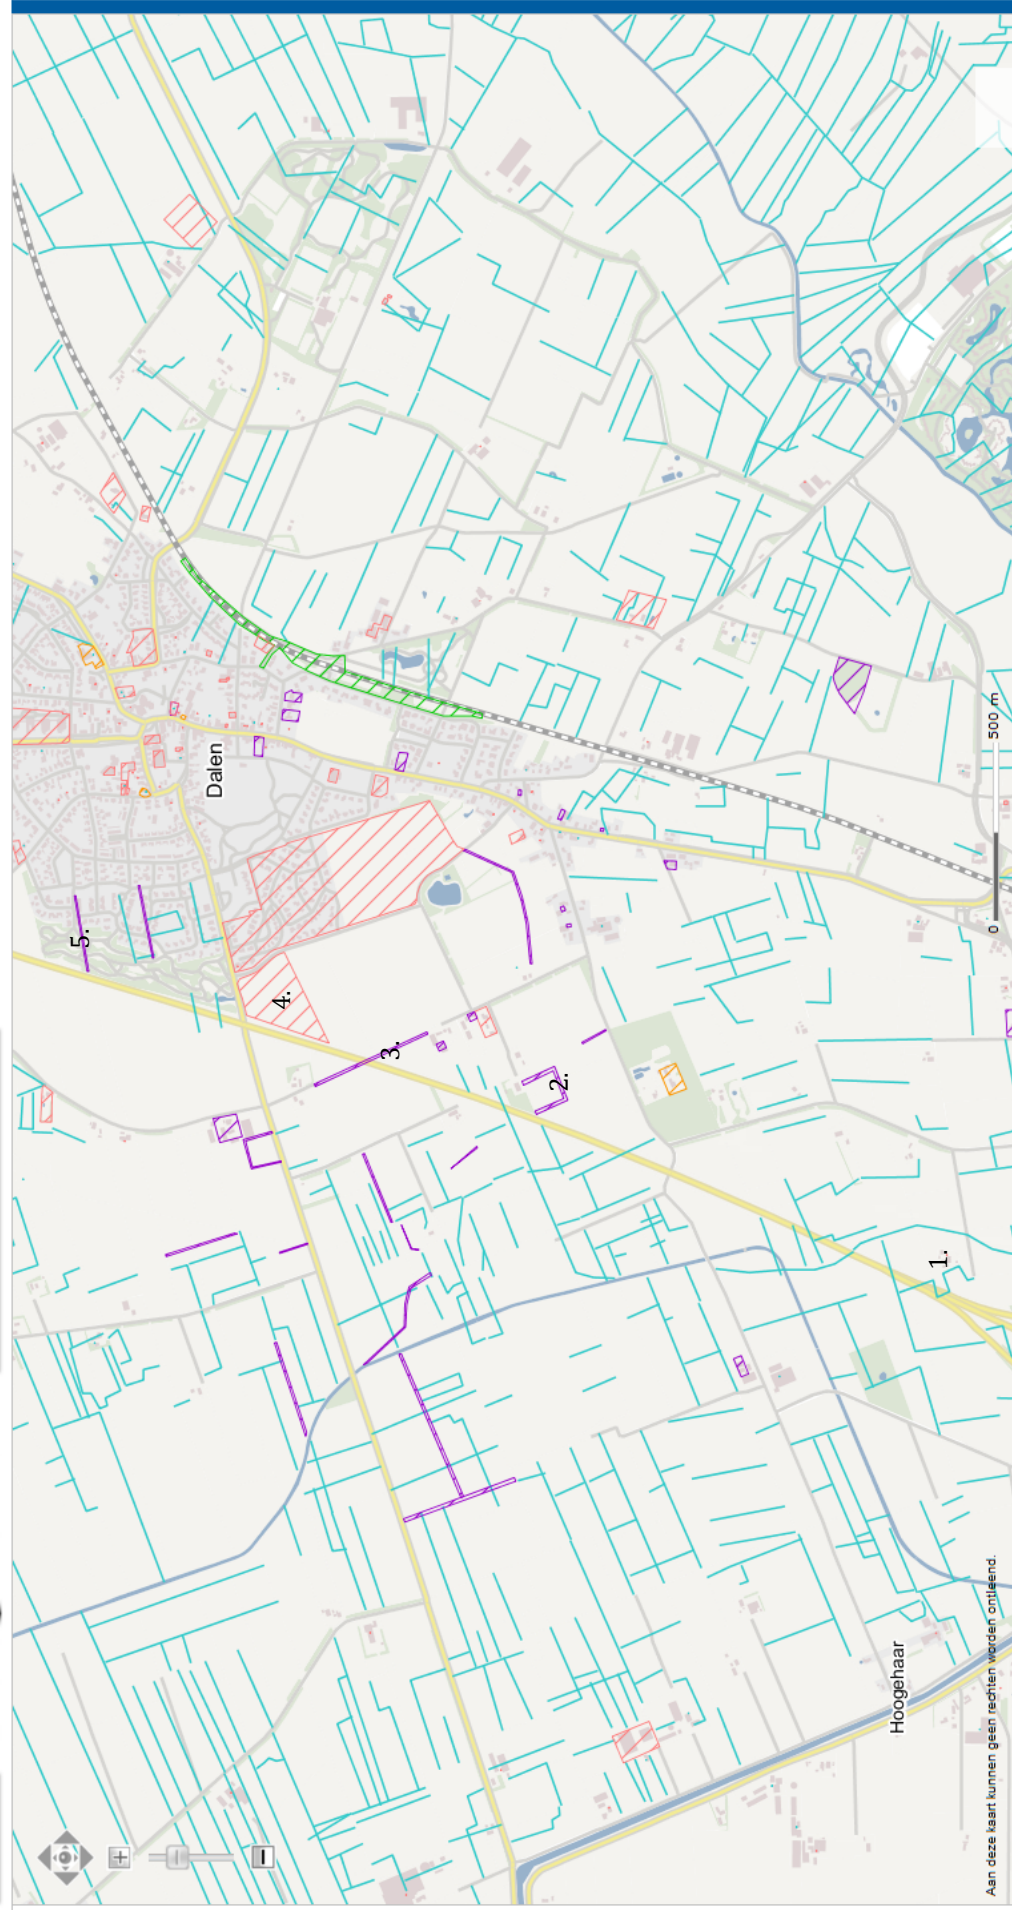 5.
Dalen
4.
3.
2.
1.
Hoogehaar
0
500 m
Aan deze kaart kunnen geen rechten worden ontleend.